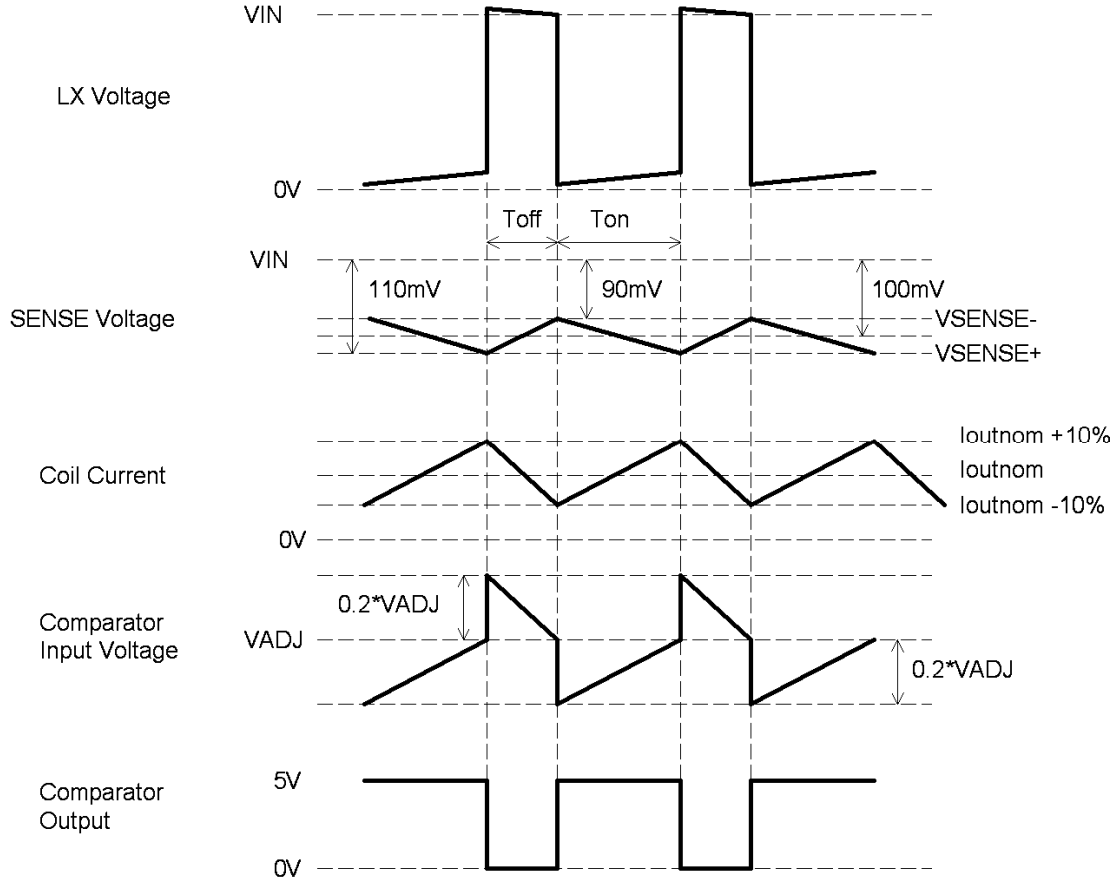 VIN
LX Voltage
0V
Toff
Ton
VIN
110mV
90mV
100mV
SENSE Voltage
VSENSE-
VSENSE+
Ioutnom +10%
Coil Current
Ioutnom
Ioutnom -10%
0V
0.2*VADJ
Comparator
Input Voltage
VADJ
0.2*VADJ
5V
Comparator
Output
0V